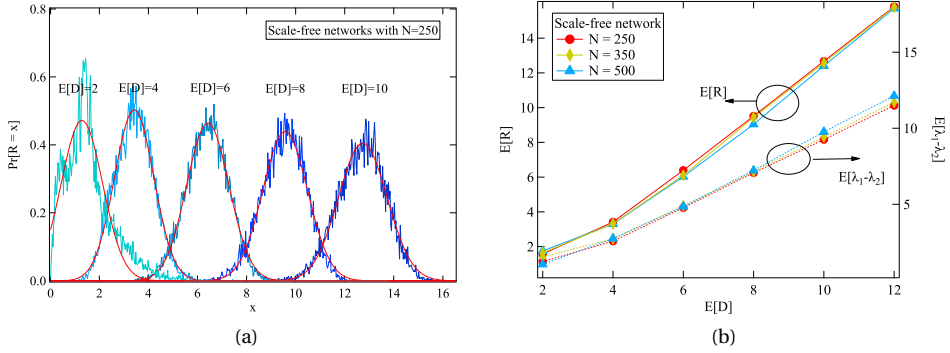 0.8
0.6
0.4
0.2
0.0
Pr[R = x]
Scale-free networks with N=250
E[D]=2
E[D]=4
E[D]=6
E[D]=8
E[D]=10
0
2
4
6
8
10
12
14
16
x
(a)
16
14
12
10
8
6
4
2
E[R]
Scale-free network
N = 250
N = 350
N = 500
E[R]
E[λ1-λ2]
15
10
5
E[λ1-λ2]
2
4
6
8
10
12
E[D]
(b)